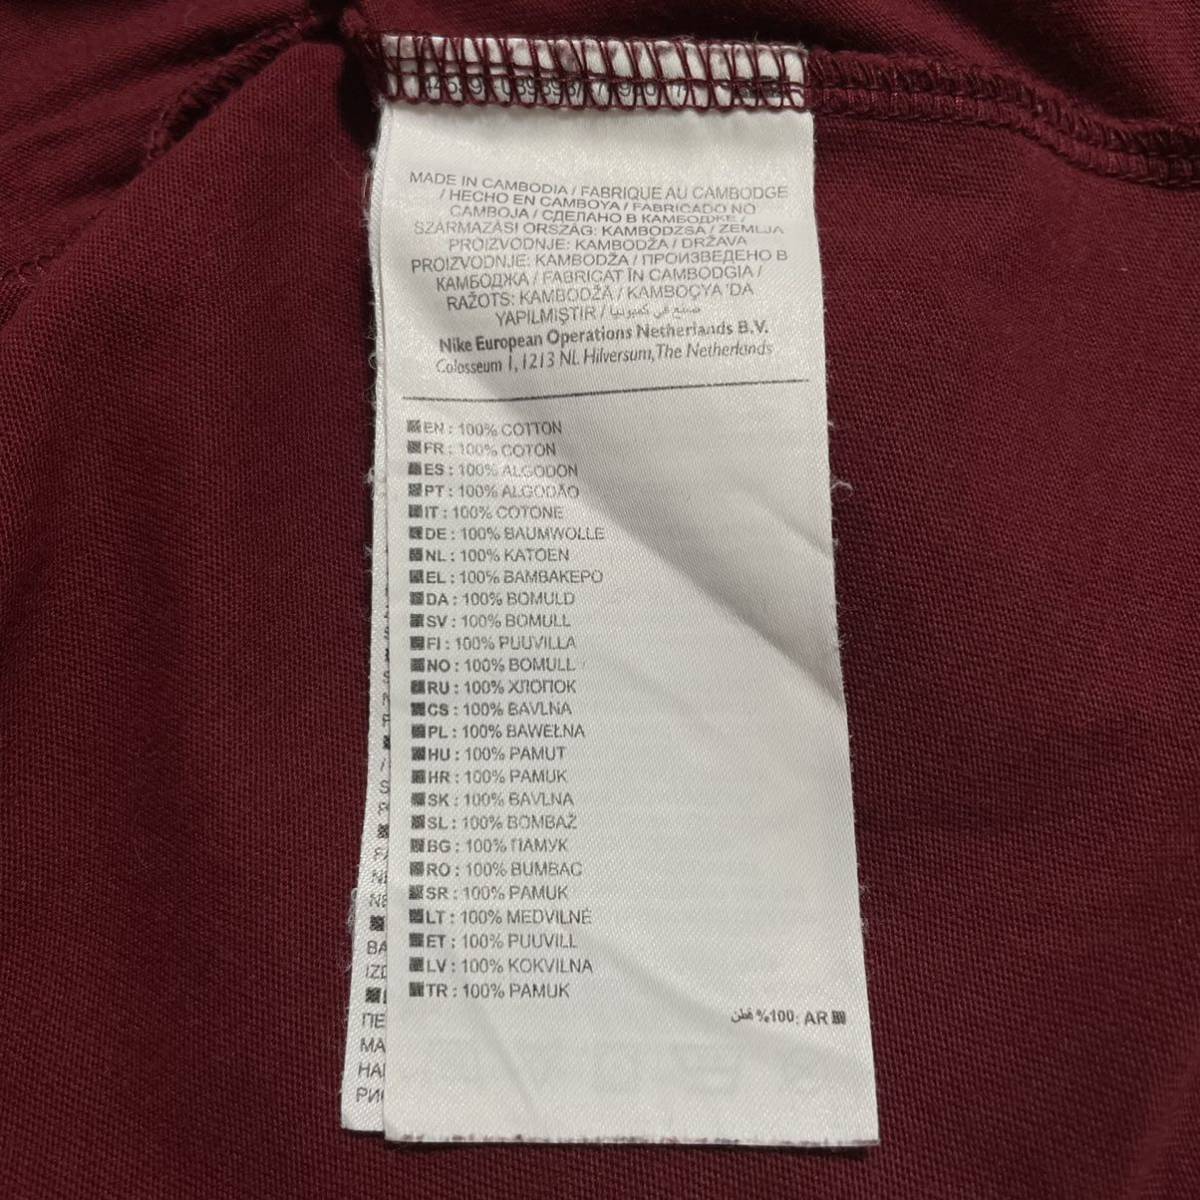 MADE IN CAMBODIA / FABRIQUE AU CAMBODGE
/ HECHO EN CAMBOYA / FABRICADO NO
CAMBOJA / СДЕЛАНО В КАМБОДЖЕ /
SZÁRMAZÁSI ORSZÁG: KAMBODZSA / ZEMLJA
PROIZVODNJE: KAMBODŽA / DRŽAVA
PROIZVODNJE: KAMBODŽA / ПРОИЗВЕДЕНО В
КАМБОДЖА / FABRICAT ÎN CAMBODGIA /
RAŽOTS: KAMBODŽĀ / KAMBOÇYA 'DA
YAPILMIŞTIR / صنع في كمبوديا
Nike European Operations Netherlands B.V.
Colosseum 1, 1213 NL Hilversum, The Netherlands
EN : 100% COTTON
FR : 100% COTON
ES : 100% ALGODON
PT : 100% ALGODÃO
IT : 100% COTONE
DE : 100% BAUMWOLLE
NL : 100% KATOEN
EL : 100% ΒΑΜΒΑΚΕΡΟ
DA : 100% BOMULD
SV : 100% BOMULL
FI : 100% PUUVILLA
NO : 100% BOMULL
RU : 100% ХЛОПОК
CS : 100% BAVLNA
PL : 100% BAWEŁNA
HU : 100% PAMUT
HR : 100% PAMUK
SK : 100% BAVLNA
SL : 100% BOMBAŽ
BG : 100% ПАМУК
RO : 100% BUMBAC
SR : 100% PAMUK
LT : 100% MEDVILNĖ
ET : 100% PUUVILL
LV : 100% KOKVILNA
TR : 100% PAMUK
AR :100% قطن